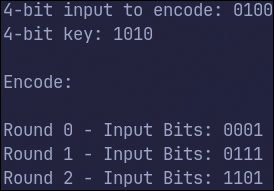 4-bit input to encode: 0100
4-bit key: 1010
Encode:
Round 0 - Input Bits: 0001
Round 1 - Input Bits: 0111
Round 2 - Input Bits: 1101